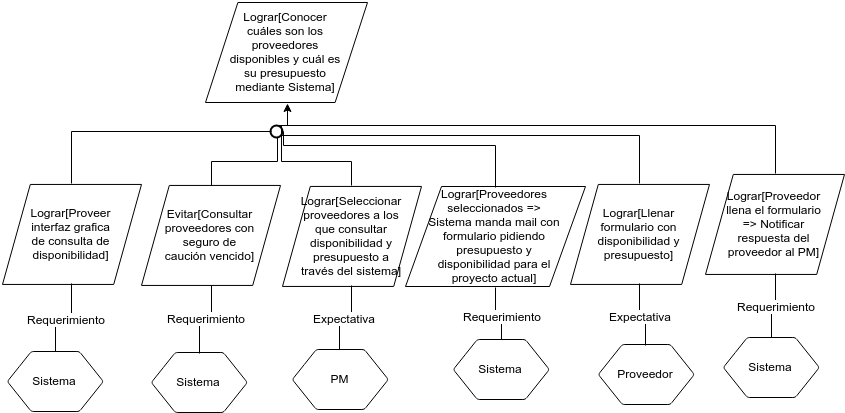 Lograr[Conocer
cuáles son los
proveedores
disponibles y cuál es
su presupuesto
mediante Sistema]
Lograr[Proveer
interfaz grafica
de consulta de
disponibilidad]
Evitar[Consultar
proveedores con
seguro de
caución vencido]
Lograr[Seleccionar
proveedores a los
que consultar
disponibilidad y
presupuesto a
través del sistema]
Lograr[Proveedores
seleccionados =>
Sistema manda mail con
formulario pidiendo
presupuesto y
disponibilidad para el
proyecto actual]
Lograr[Llenar
formulario con
disponibilidad y
presupuesto]
Lograr[Proveedor
llena el formulario
=> Notificar
respuesta del
proveedor al PM]
Requerimiento
Requerimiento
Expectativa
Requerimiento
Expectativa
Requerimiento
Sistema
Sistema
PM
Sistema
Proveedor
Sistema